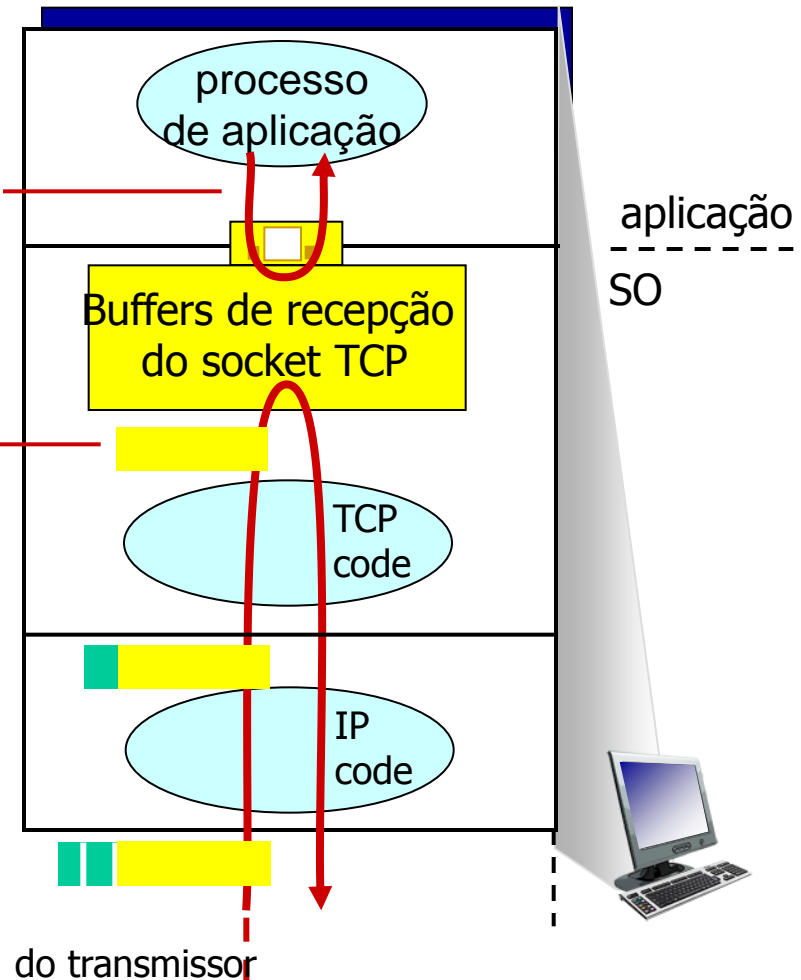 processo
de aplicação
aplicação
SO
Buffers de recepção
do socket TCP
TCP
code
IP
code
do transmissor